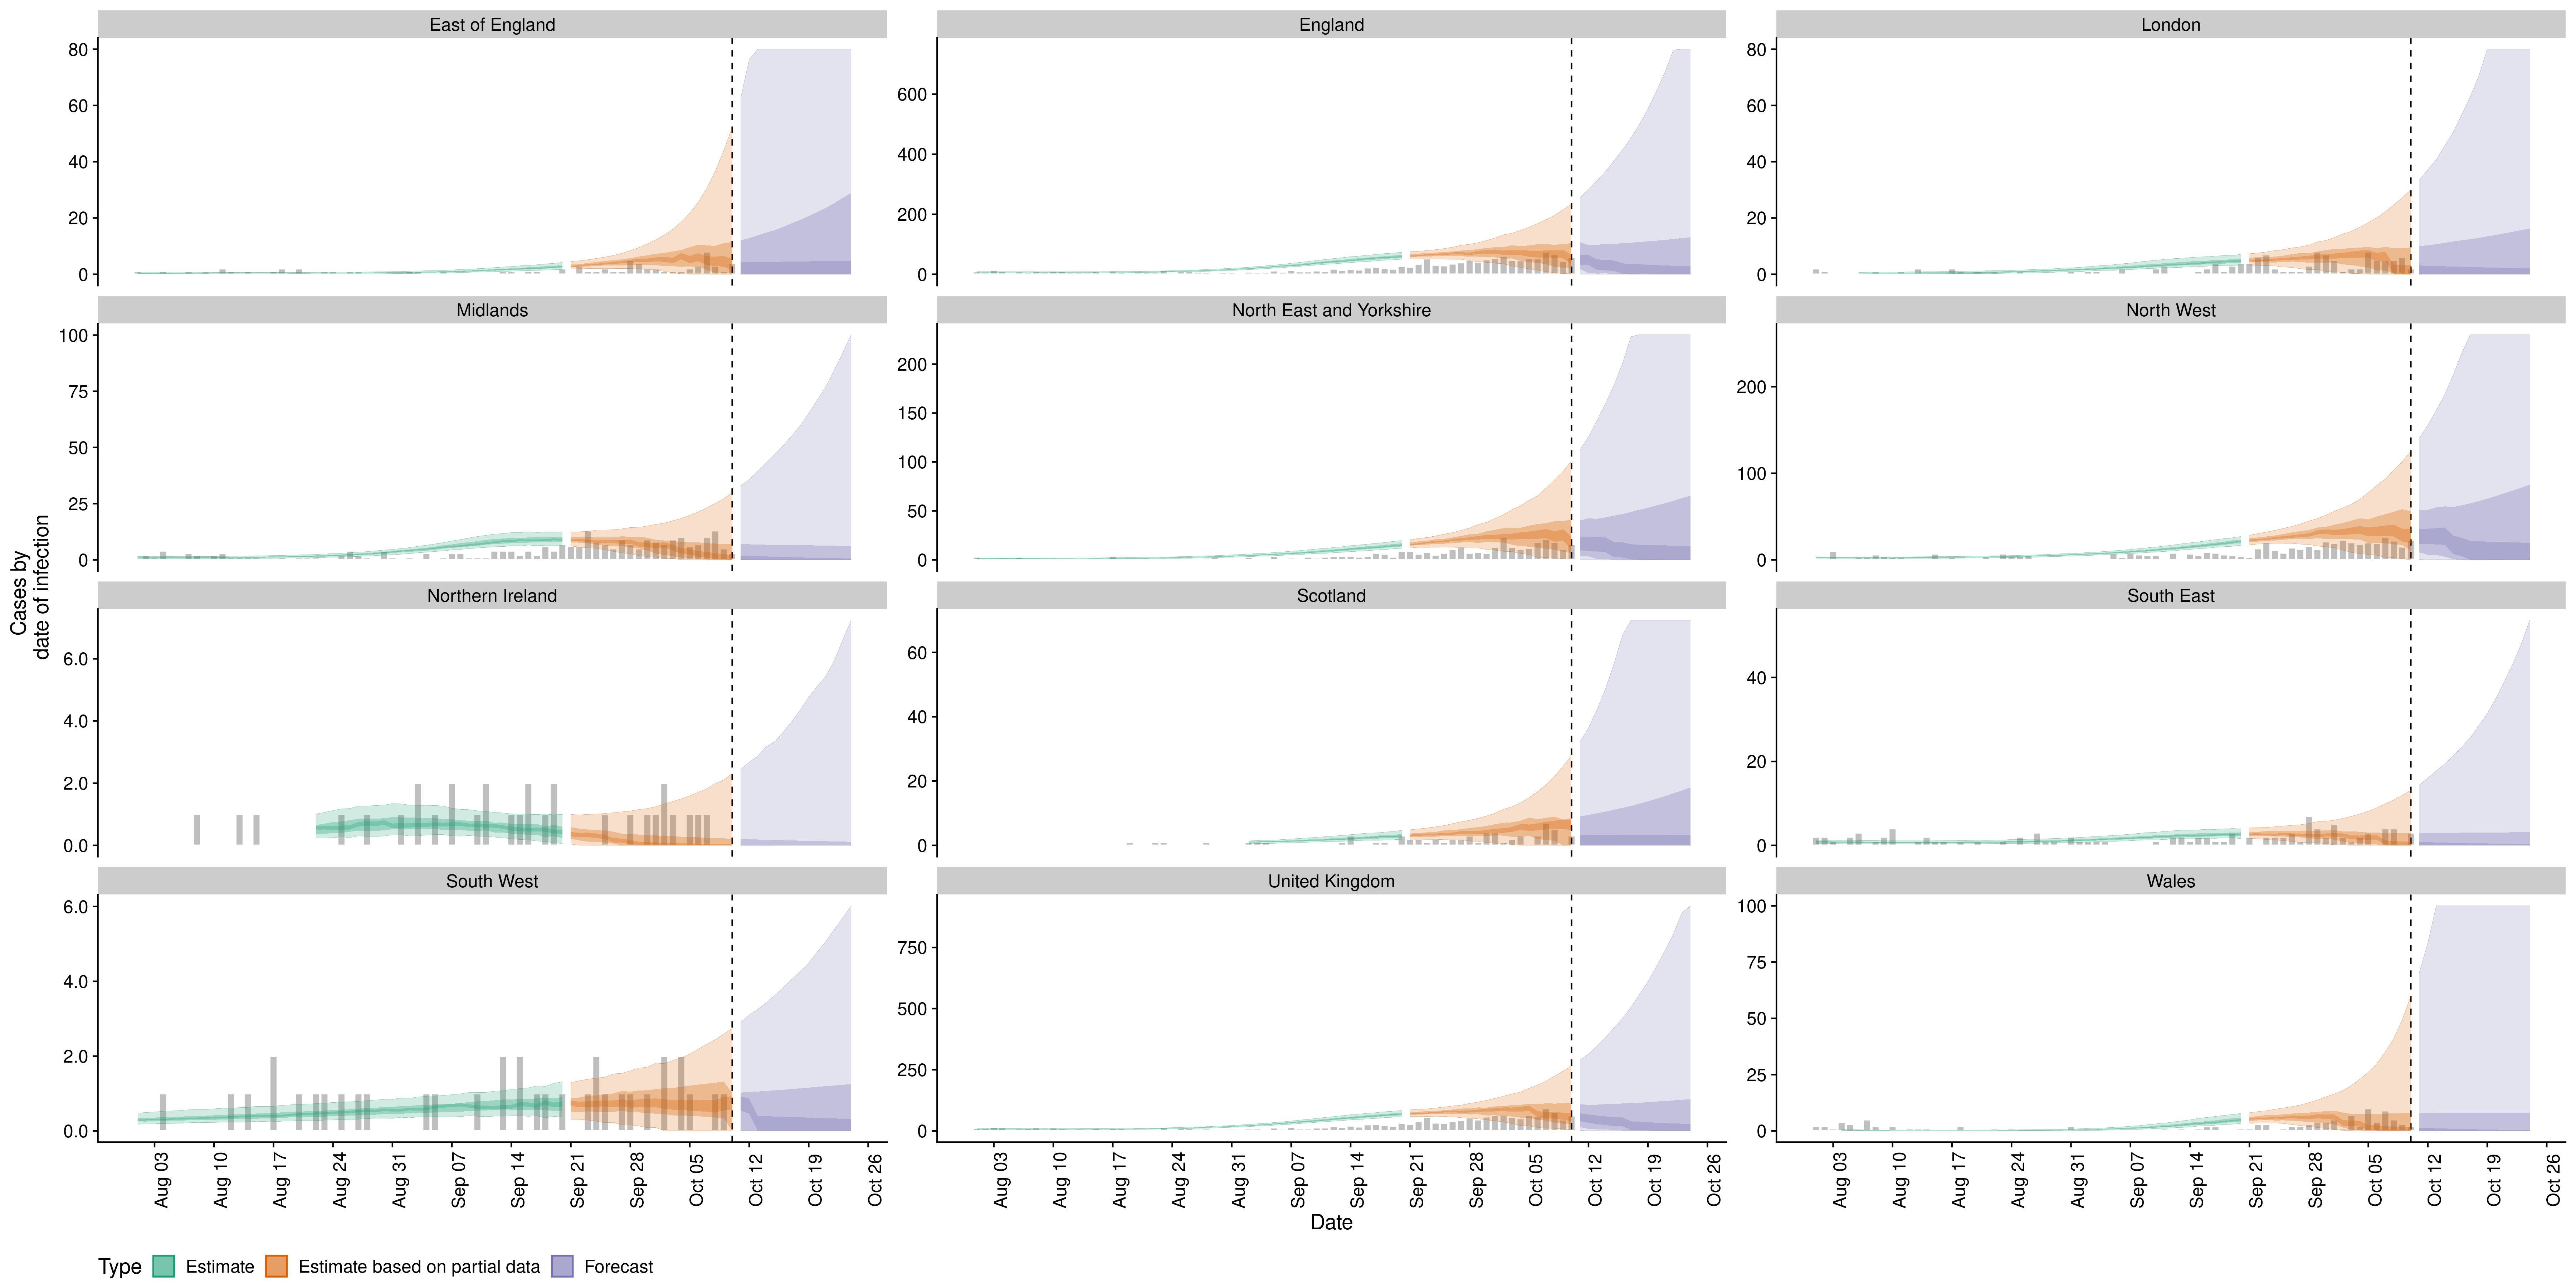 East of England
England
London
80
60
40
20
0
600
400
200
0
80
60
40
20
0
Midlands
North East and Yorkshire
North West
100
75
50
25
0
200
150
100
50
0
200
100
0
Northern Ireland
Scotland
South East
6.0
4.0
2.0
0.0
60
40
20
0
40
20
0
South West
United Kingdom
Wales
6.0
4.0
2.0
0.0
750
500
250
0
100
75
50
25
0
Cases by
date of infection
Aug 03 Aug 10 Aug 17 Aug 24 Aug 31 Sep 07 Sep 14 Sep 21 Sep 28 Oct 05 Oct 12 Oct 19 Oct 26
Aug 03 Aug 10 Aug 17 Aug 24 Aug 31 Sep 07 Sep 14 Sep 21 Sep 28 Oct 05 Oct 12 Oct 19 Oct 26
Aug 03 Aug 10 Aug 17 Aug 24 Aug 31 Sep 07 Sep 14 Sep 21 Sep 28 Oct 05 Oct 12 Oct 19 Oct 26
Date
Type Estimate Estimate based on partial data Forecast